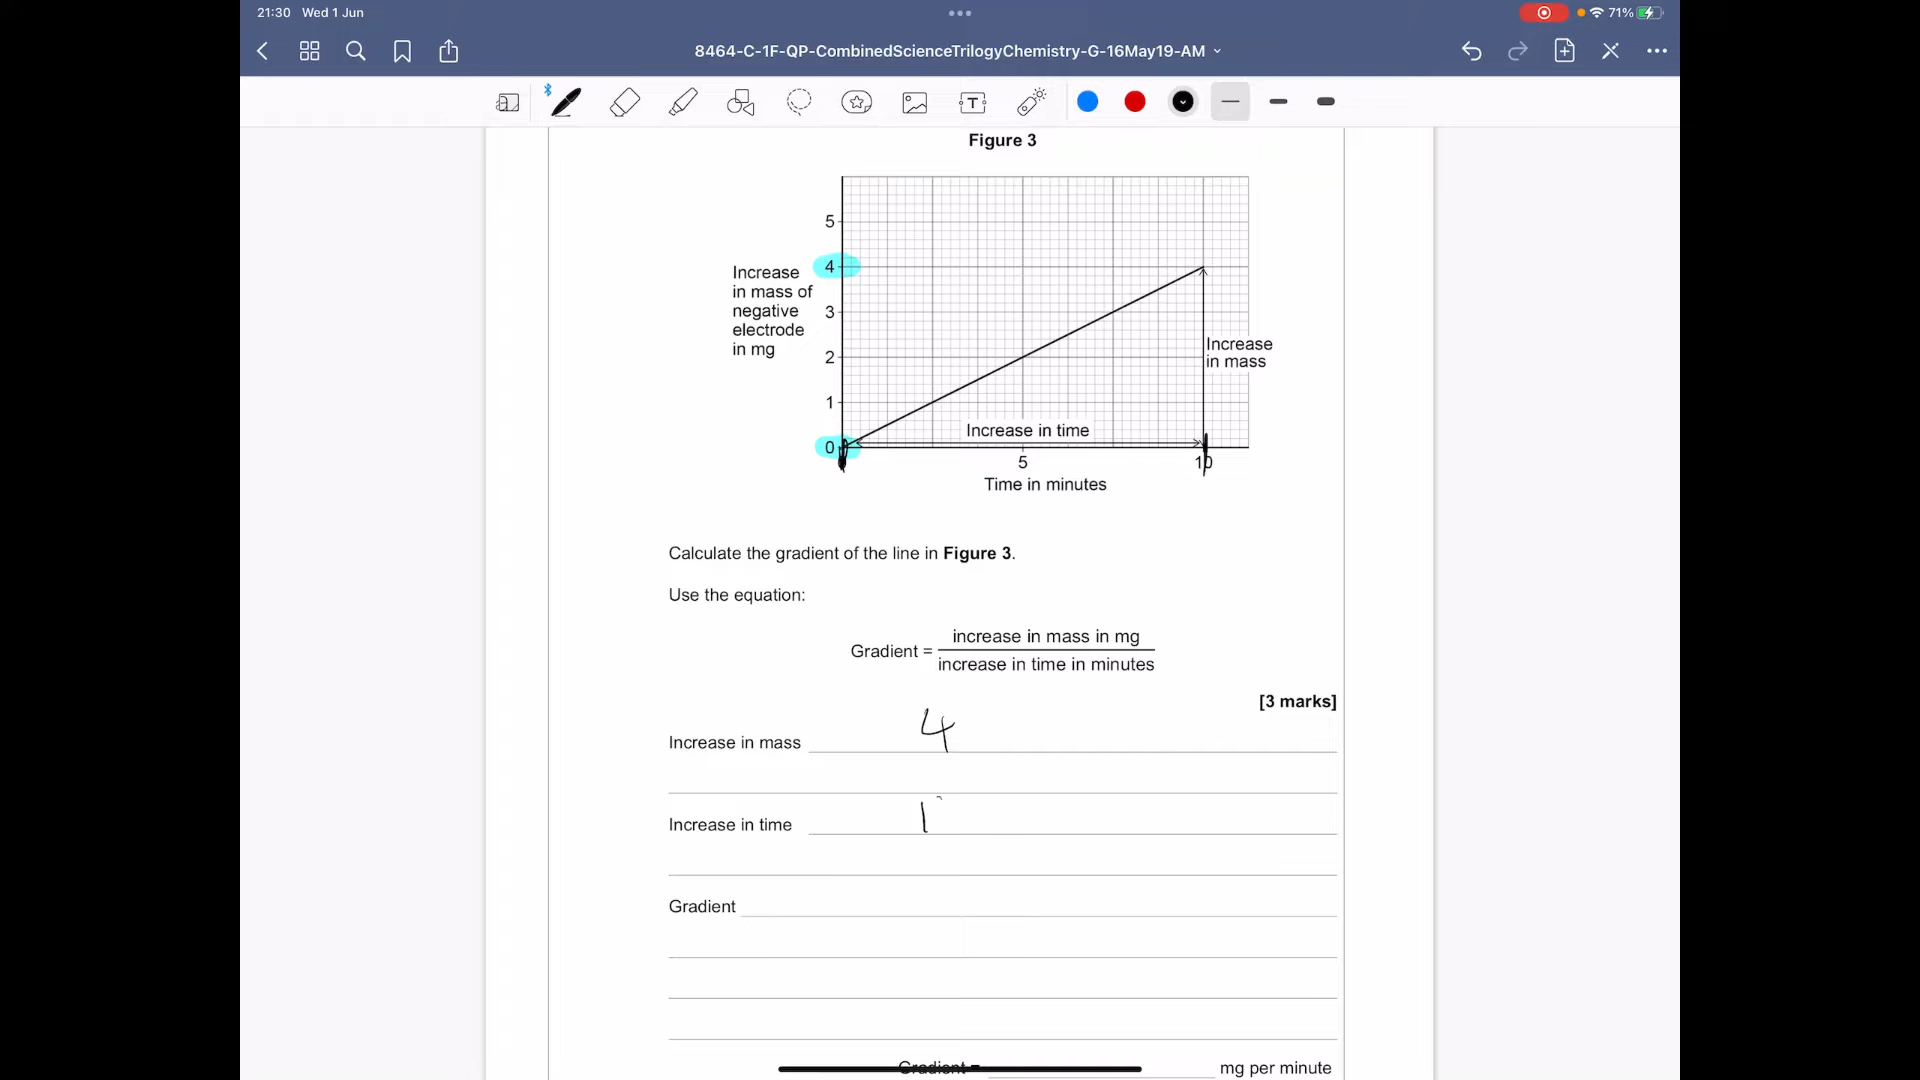 21:30 Wed 1 Jun
71%
8464-C-1F-QP-CombinedScienceTrilogyChemistry-G-16May19-AM
T
Figure 3
5
4
3
2
1
0
Increase
in mass of
negative
electrode
in mg
Increase
in mass
Increase in time
5
10
Time in minutes
Calculate the gradient of the line in Figure 3.
Use the equation:
Gradient = increase in mass in mg
increase in time in minutes
[3 marks]
Increase in mass 4
Increase in time 1
Gradient
Gradient = mg per minute